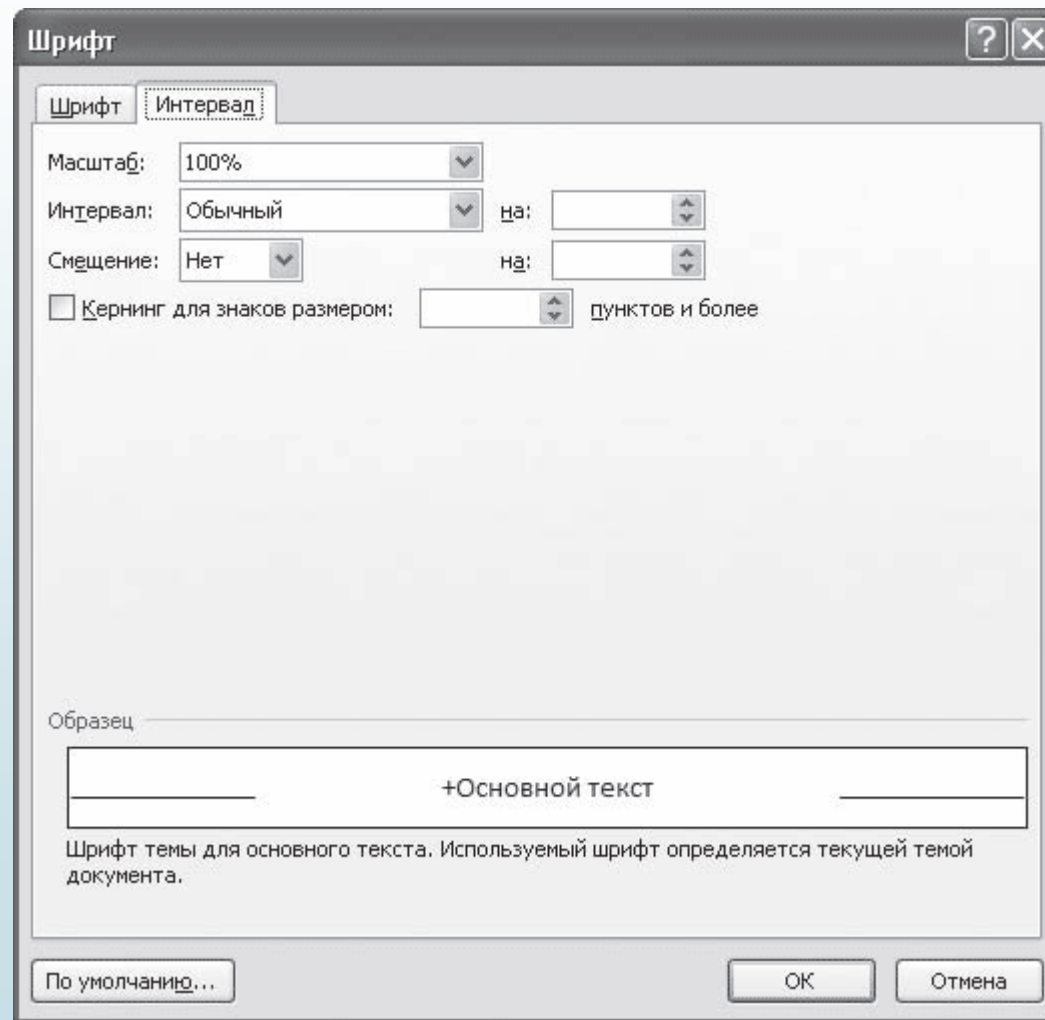 Шрифт
Шрифт Интервал
Масштаб: 100%
Интервал: Обычный на:
Смещение: Нет на:
Кернинг для знаков размером: пунктов и более
Образец
+Основной текст
Шрифт темы для основного текста. Используемый шрифт определяется текущей темой
документа.
По умолчанию... ОК Отмена